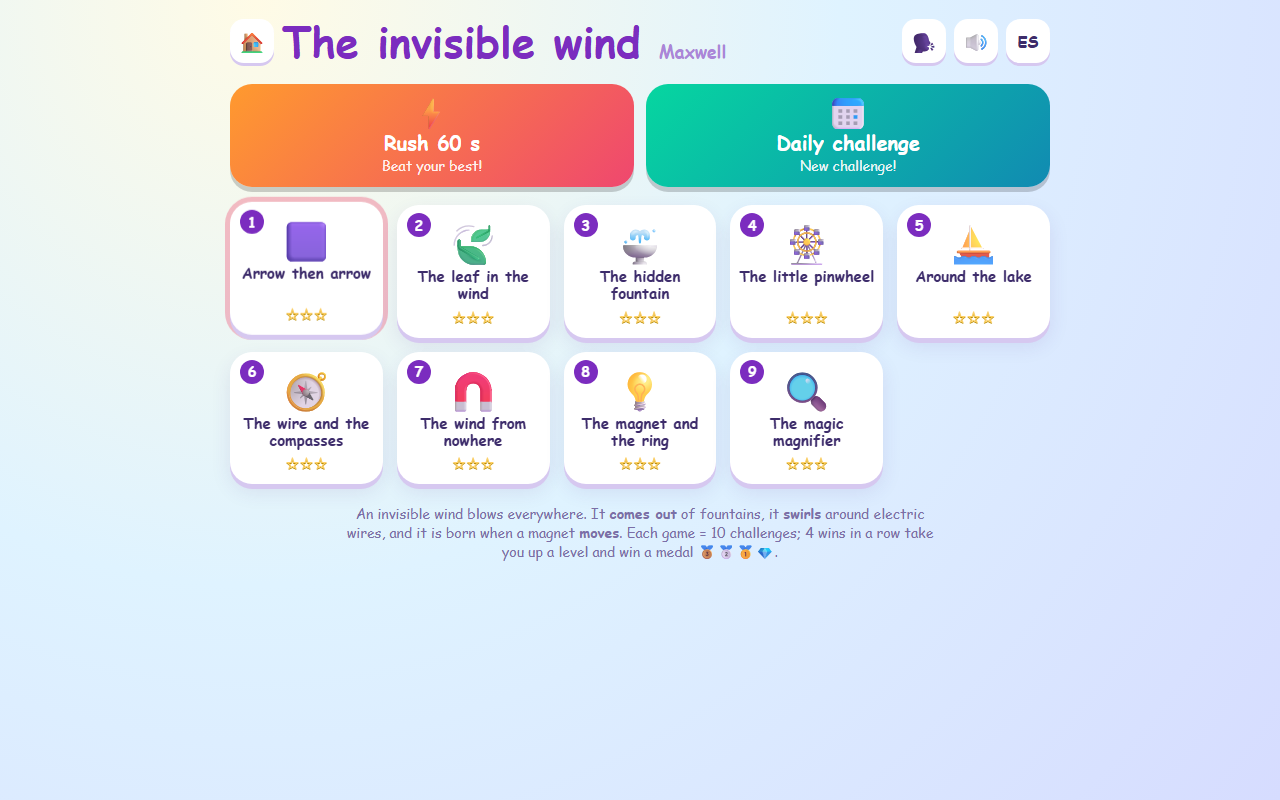 The invisible wind Maxwell
ES
Rush 60 s
Beat your best!
Daily challenge
New challenge!
1
Arrow then arrow
2
The leaf in the
wind
3
The hidden
fountain
4
The little pinwheel
5
Around the lake
6
The wire and the
compasses
7
The wind from
nowhere
8
The magnet and
the ring
9
The magic
magnifier
An invisible wind blows everywhere. It comes out of fountains, it swirls around electric
wires, and it is born when a magnet moves. Each game = 10 challenges; 4 wins in a row take
you up a level and win a medal 🥉 🥈 🥇 💎.